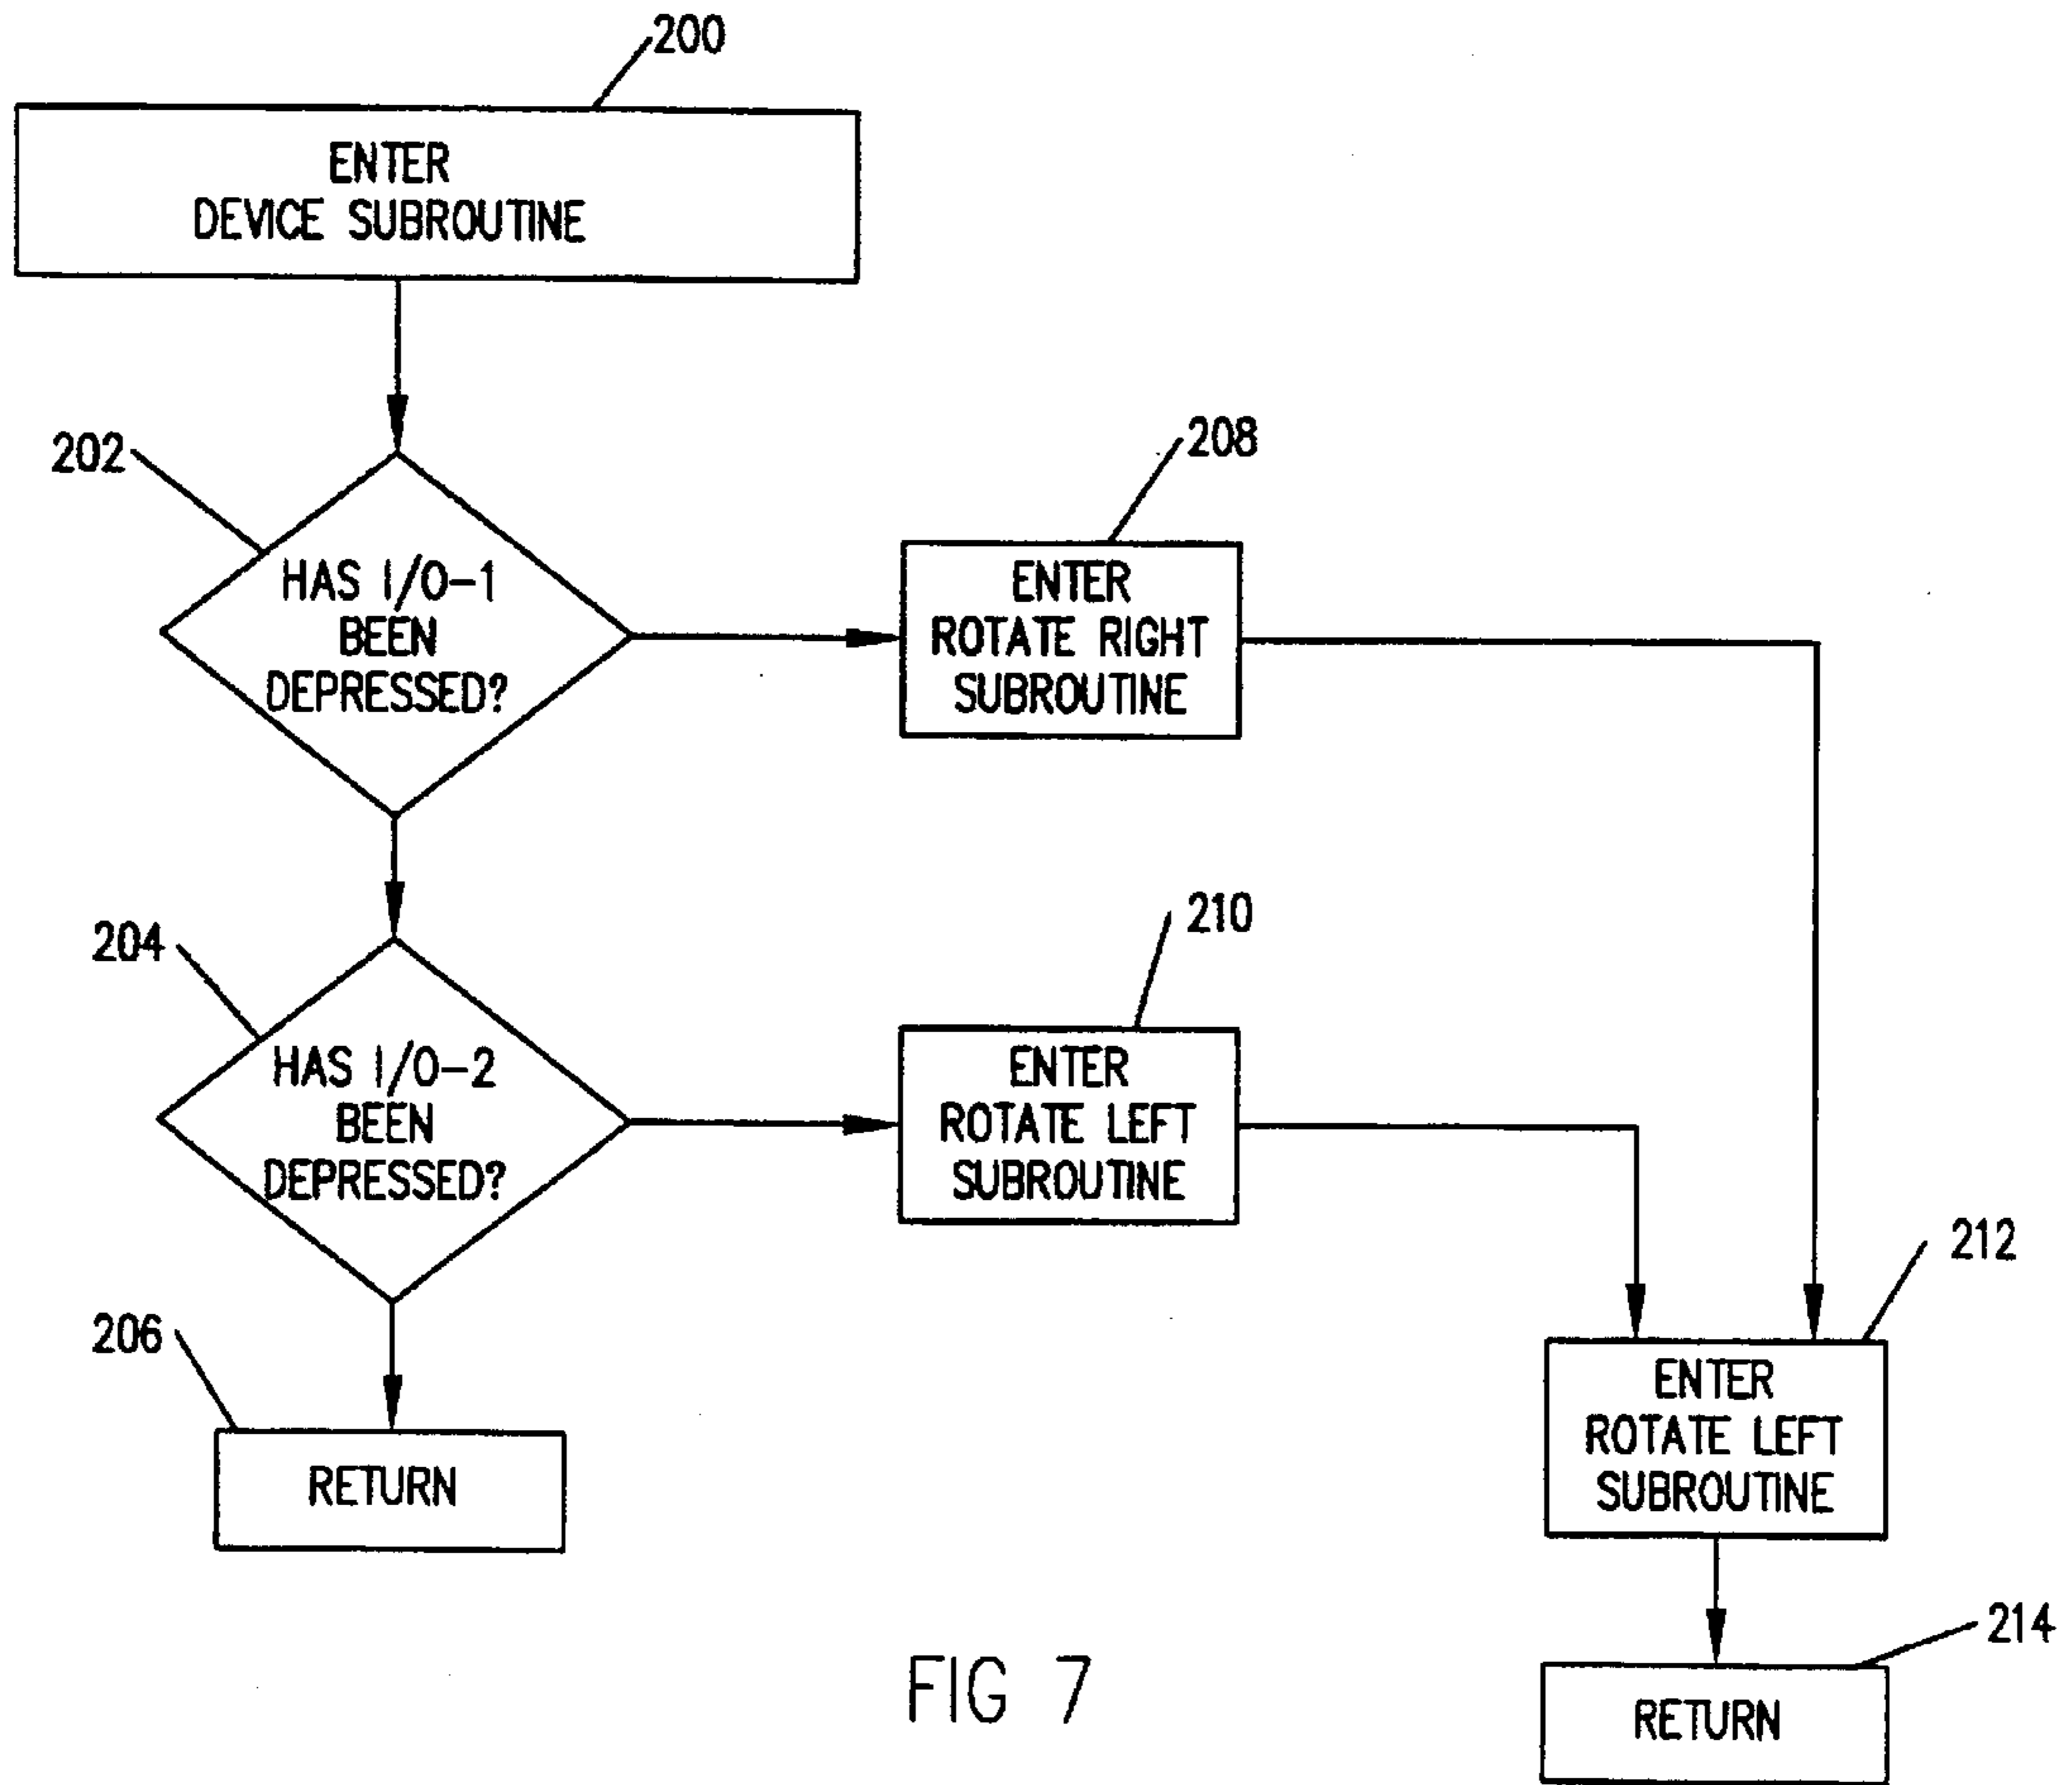 200
ENTER
DEVICE SUBROUTINE
202
HAS I/O-1
BEEN
DEPRESSED?
208
ENTER
ROTATE RIGHT
SUBROUTINE
204
HAS I/O-2
BEEN
DEPRESSED?
210
ENTER
ROTATE LEFT
SUBROUTINE
206
RETURN
212
ENTER
ROTATE LEFT
SUBROUTINE
214
RETURN
FIG 7